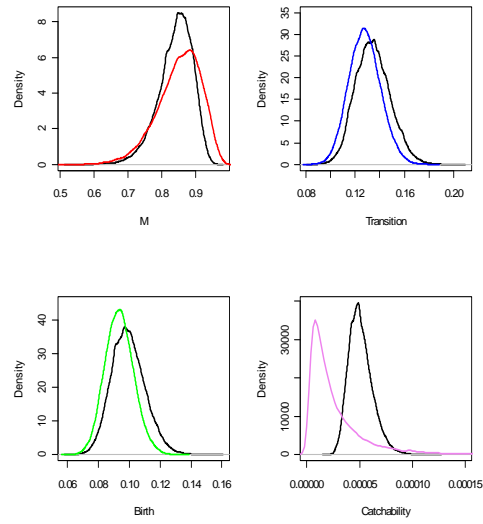 Density
0 2 4 6 8
0.5 0.6 0.7 0.8 0.9
M
Density
0 5 10 15 20 25 30 35
0.08 0.12 0.16 0.20
Transition
Density
0 10 20 30 40
0.06 0.08 0.10 0.12 0.14 0.16
Birth
Density
0 10000 30000
0.00000 0.00005 0.00010 0.00015
Catchability